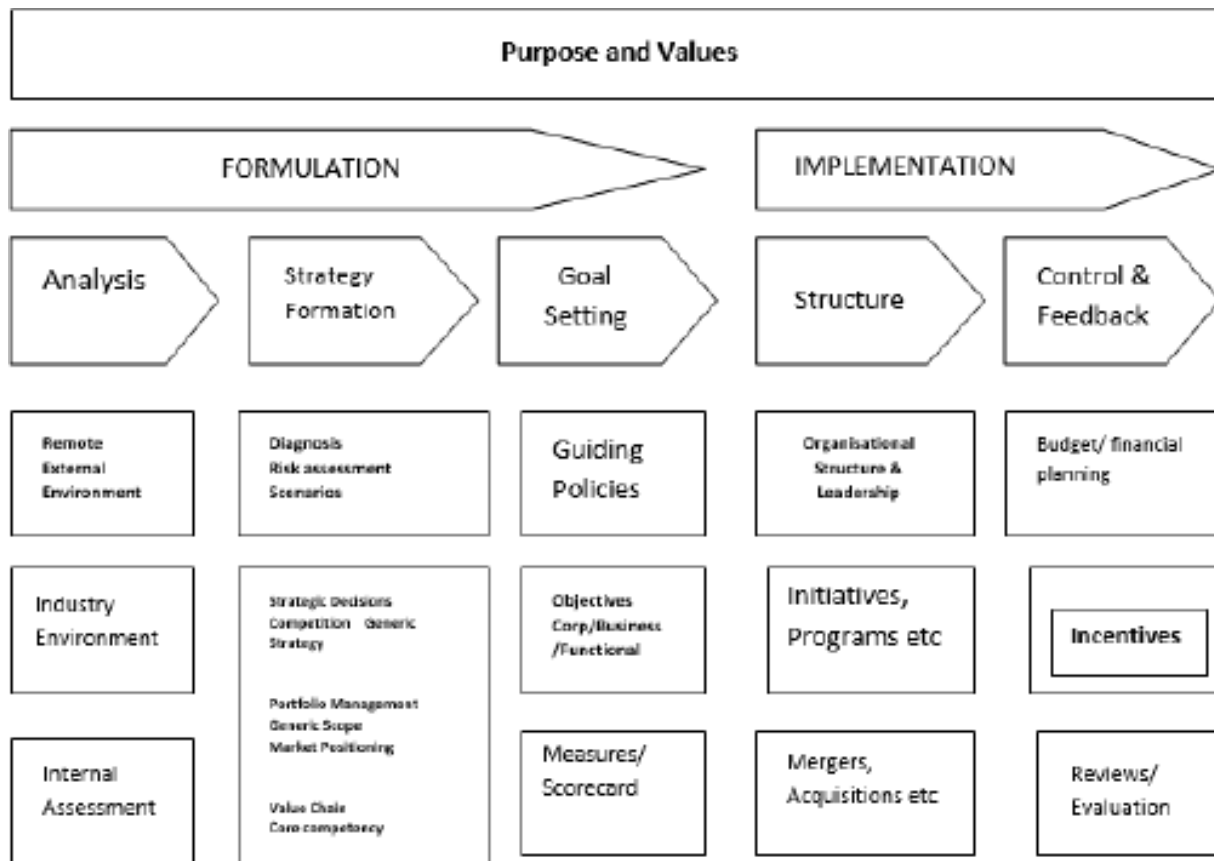 Purpose and Values
FORMULATION
IMPLEMENTATION
Analysis
Strategy
Formation
Goal
Setting
Structure
Control &
Feedback
Remote
External
Environment
Diagnosis
Risk assessment
Scenarios
Guiding
Policies
Organisational
Structure &
Leadership
Budget/ financial
planning
Industry
Environment
Strategic Decisions
Competition Generic
Strategy
Portfolio Management
Generic Scope
Market Positioning
Value Chain
Core competency
Objectives
Corp/Business
/Functional
Initiatives,
Programs etc
Incentives
Internal
Assessment
Measures/
Scorecard
Mergers,
Acquisitions etc
Reviews/
Evaluation